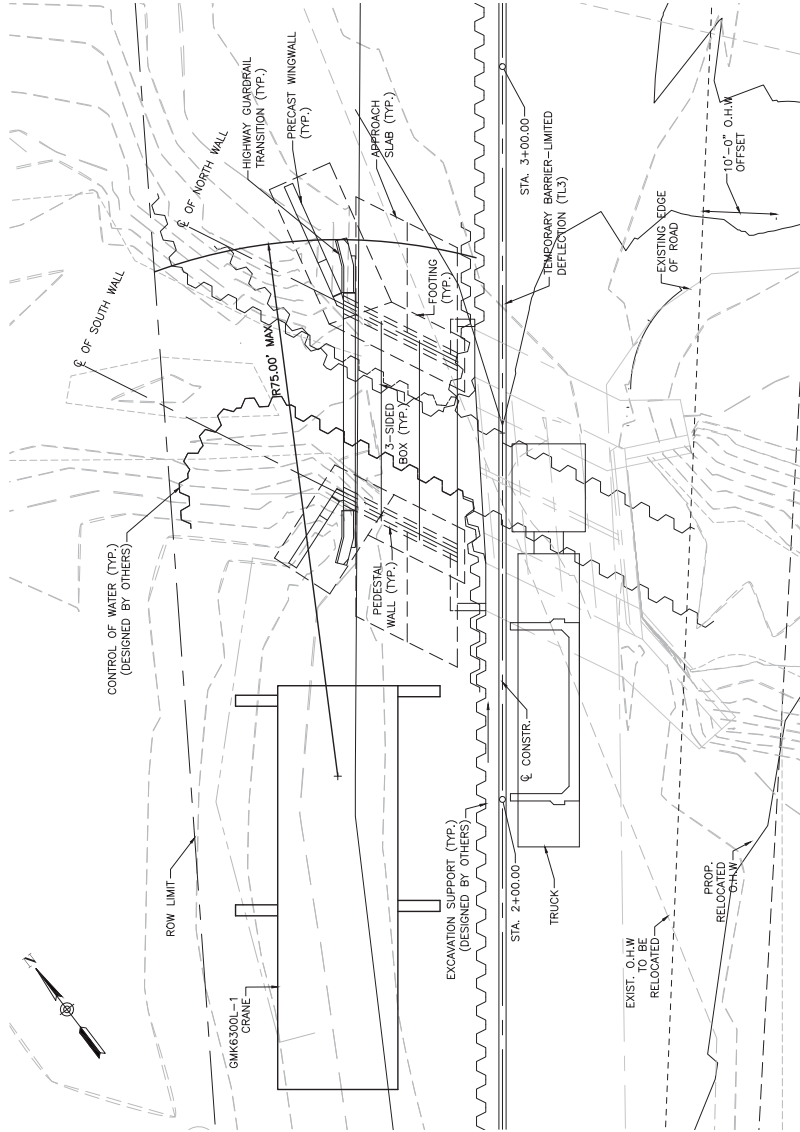 HIGHWAY GUARDRAIL
TRANSITION (TYP.)
PRECAST WINGWALL
(TYP.)
APPROACH
SLAB (TYP.)
℄ OF NORTH WALL
STA. 3+00.00
10'-0" O.H.W
OFFSET
TEMPORARY BARRIER-LIMITED
DEFLECTION (TL3)
EXISTING EDGE
OF ROAD
℄ OF SOUTH WALL
FOOTING
(TYP.)
R75.00' MAX
3-SIDED
BOX (TYP.)
CONTROL OF WATER (TYP.)
(DESIGNED BY OTHERS)
PEDESTAL
WALL (TYP.)
℄ CONSTR.
ROW LIMIT
EXCAVATION SUPPORT (TYP.)
(DESIGNED BY OTHERS)
STA. 2+00.00
TRUCK
PROP.
RELOCATED
O.H.W
EXIST. O.H.W
TO BE
RELOCATED
N
GMK6300L-1
CRANE